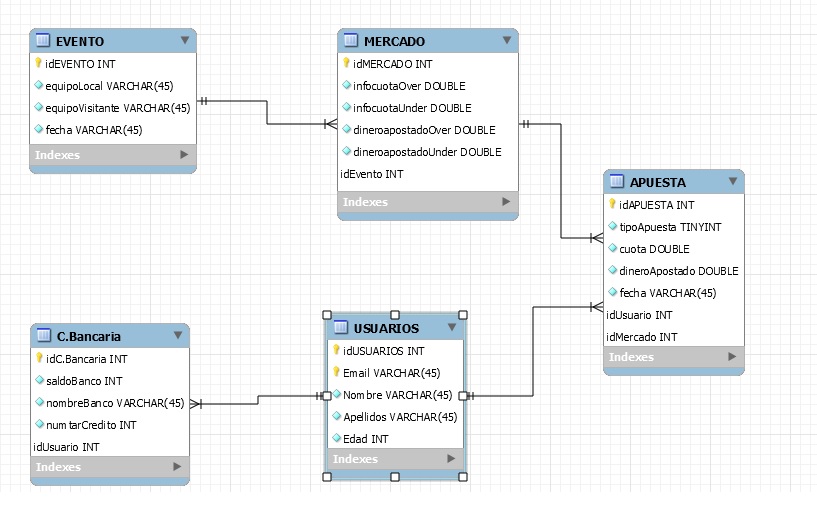 EVENTO
idEVENTO INT
equipoLocal VARCHAR(45)
equipoVisitante VARCHAR(45)
fecha VARCHAR(45)
Indexes
MERCADO
idMERCADO INT
infocuotaOver DOUBLE
infocuotaUnder DOUBLE
dineroapostadoOver DOUBLE
dineroapostadoUnder DOUBLE
idEvento INT
Indexes
APUESTA
idAPUESTA INT
tipoApuesta TINYINT
cuota DOUBLE
dineroApostado DOUBLE
fecha VARCHAR(45)
idUsuario INT
idMercado INT
Indexes
C.Bancaria
idC.Bancaria INT
saldoBanco INT
nombreBanco VARCHAR(45)
numtarCredito INT
idUsuario INT
Indexes
USUARIOS
idUSUARIOS INT
Email VARCHAR(45)
Nombre VARCHAR(45)
Apellidos VARCHAR(45)
Edad INT
Indexes